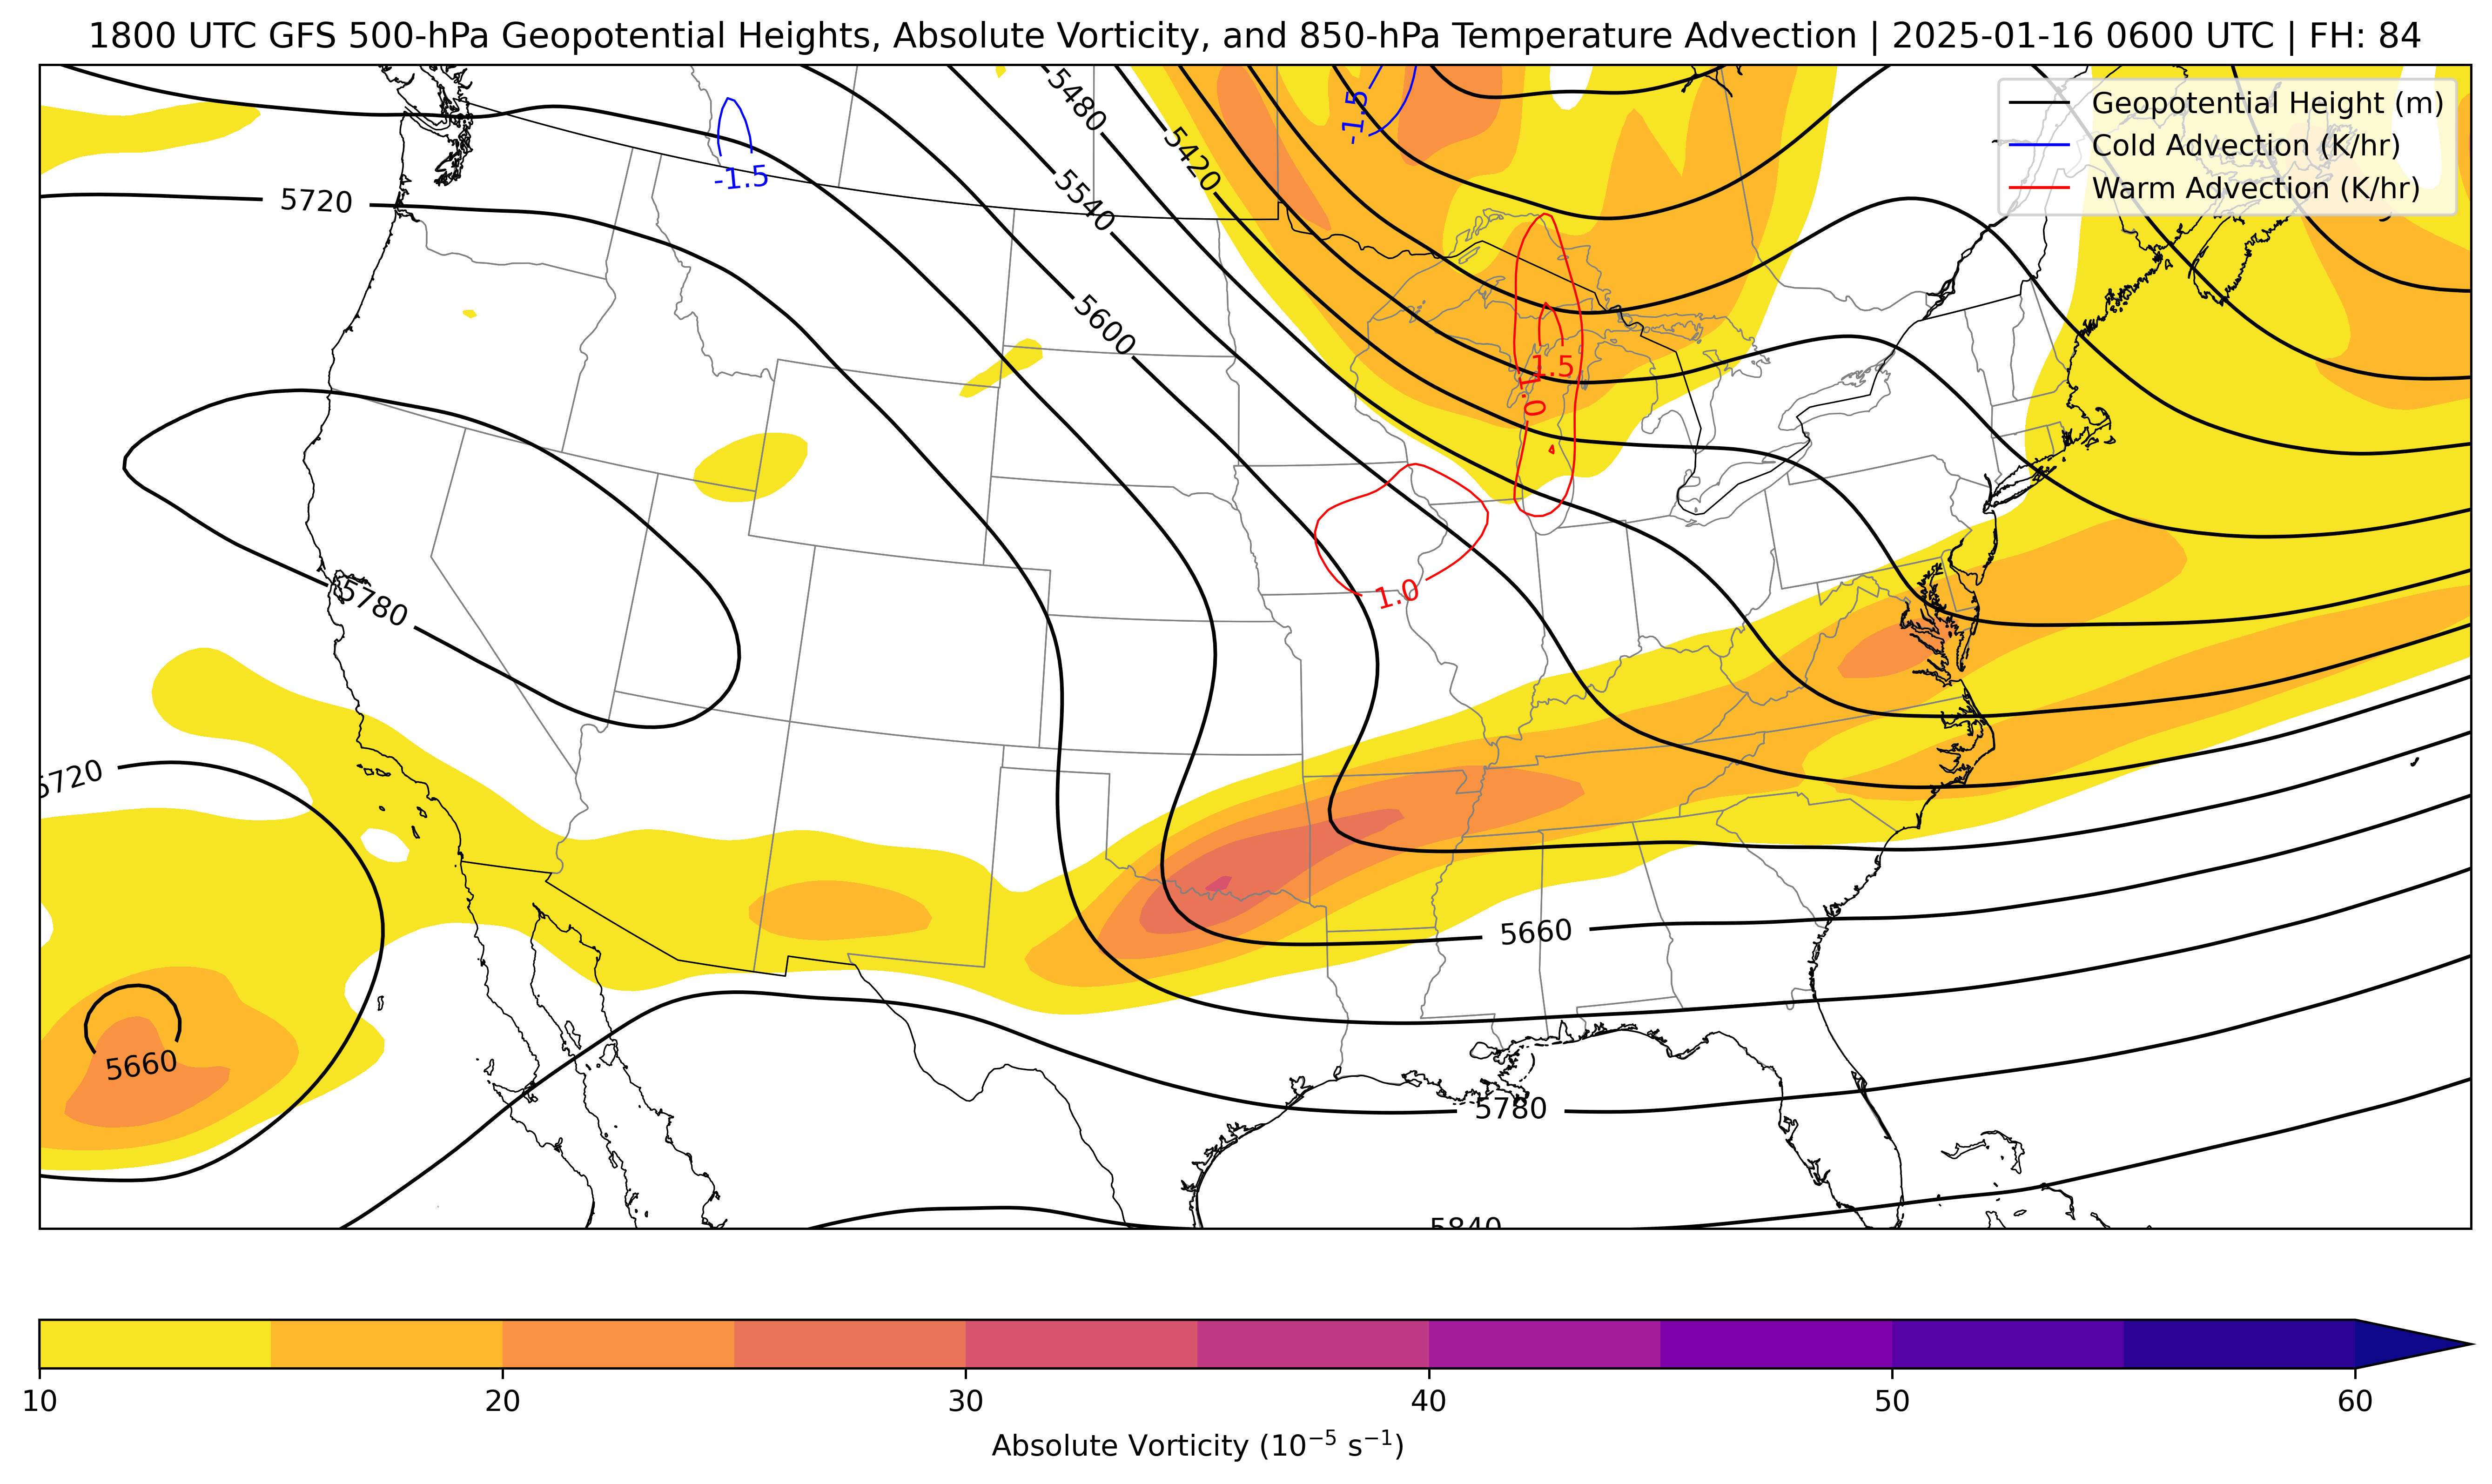 1800 UTC GFS 500-hPa Geopotential Heights, Absolute Vorticity, and 850-hPa Temperature Advection | 2025-01-16 0600 UTC | FH: 84
Geopotential Height (m)
Cold Advection (K/hr)
Warm Advection (K/hr)
5480
-1.5
5420
-1.5
5720
5540
5600
1.5
1.0
5780
1.0
5720
5660
5660
5780
5840
10 20 30 40 50 60
Absolute Vorticity (10⁻⁵ s⁻¹)